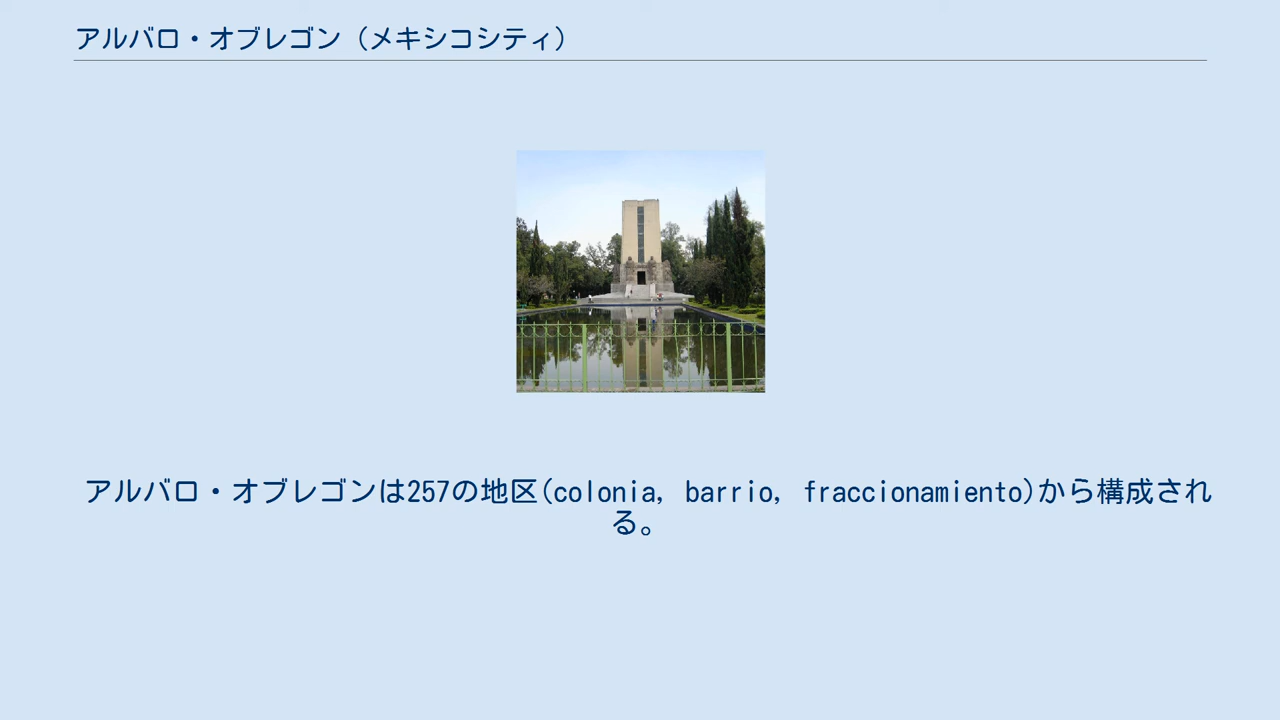 アルバロ・オブレゴン（メキシコシティ）
アルバロ・オブレゴンは257の地区(colonia, barrio, fraccionamiento)から構成され
る。